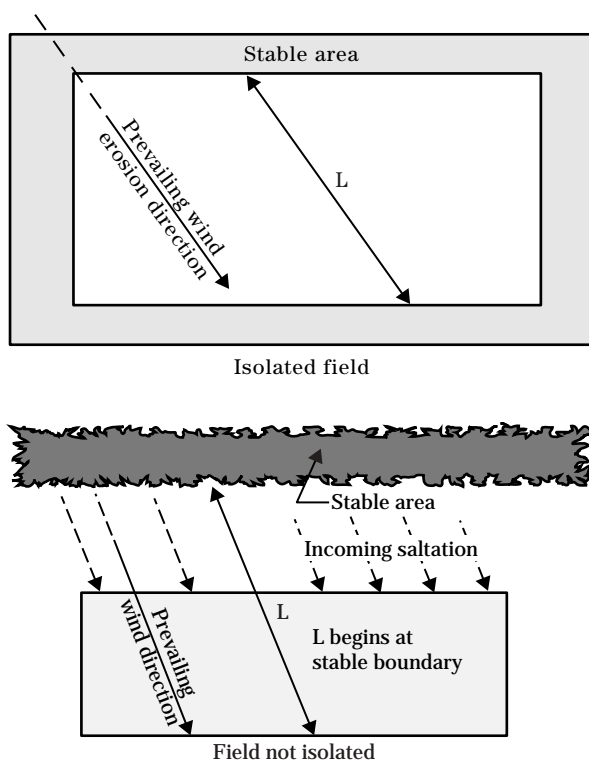 Stable area
Prevailing wind
erosion direction
L
Isolated field
Stable area
Incoming saltation
Prevailing
wind direction
L
L begins at
stable boundary
Field not isolated